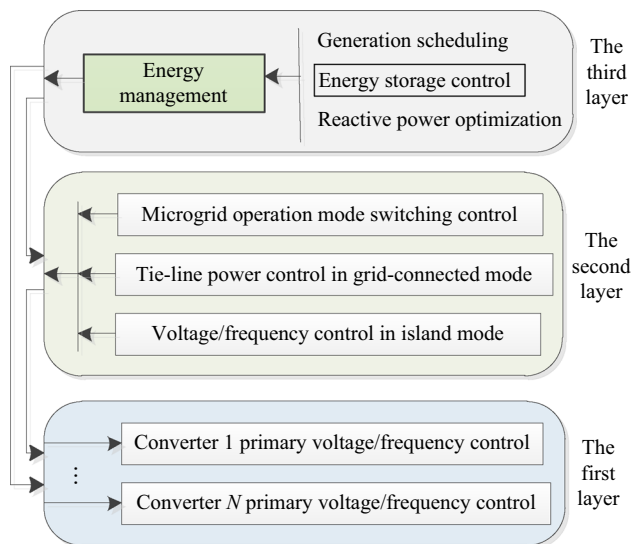 Generation scheduling
Energy
management
Energy storage control
Reactive power optimization
The
third
layer
Microgrid operation mode switching control
Tie-line power control in grid-connected mode
Voltage/frequency control in island mode
The
second
layer
Converter 1 primary voltage/frequency control
⋮
Converter N primary voltage/frequency control
The
first
layer